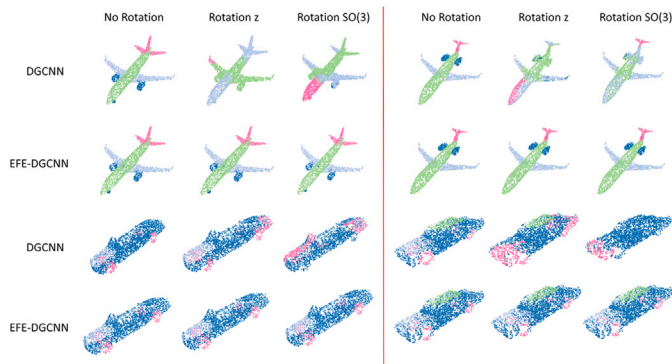 No Rotation Rotation z Rotation SO(3) No Rotation Rotation z Rotation SO(3)
DGCNN
EFE-DGCNN
DGCNN
EFE-DGCNN